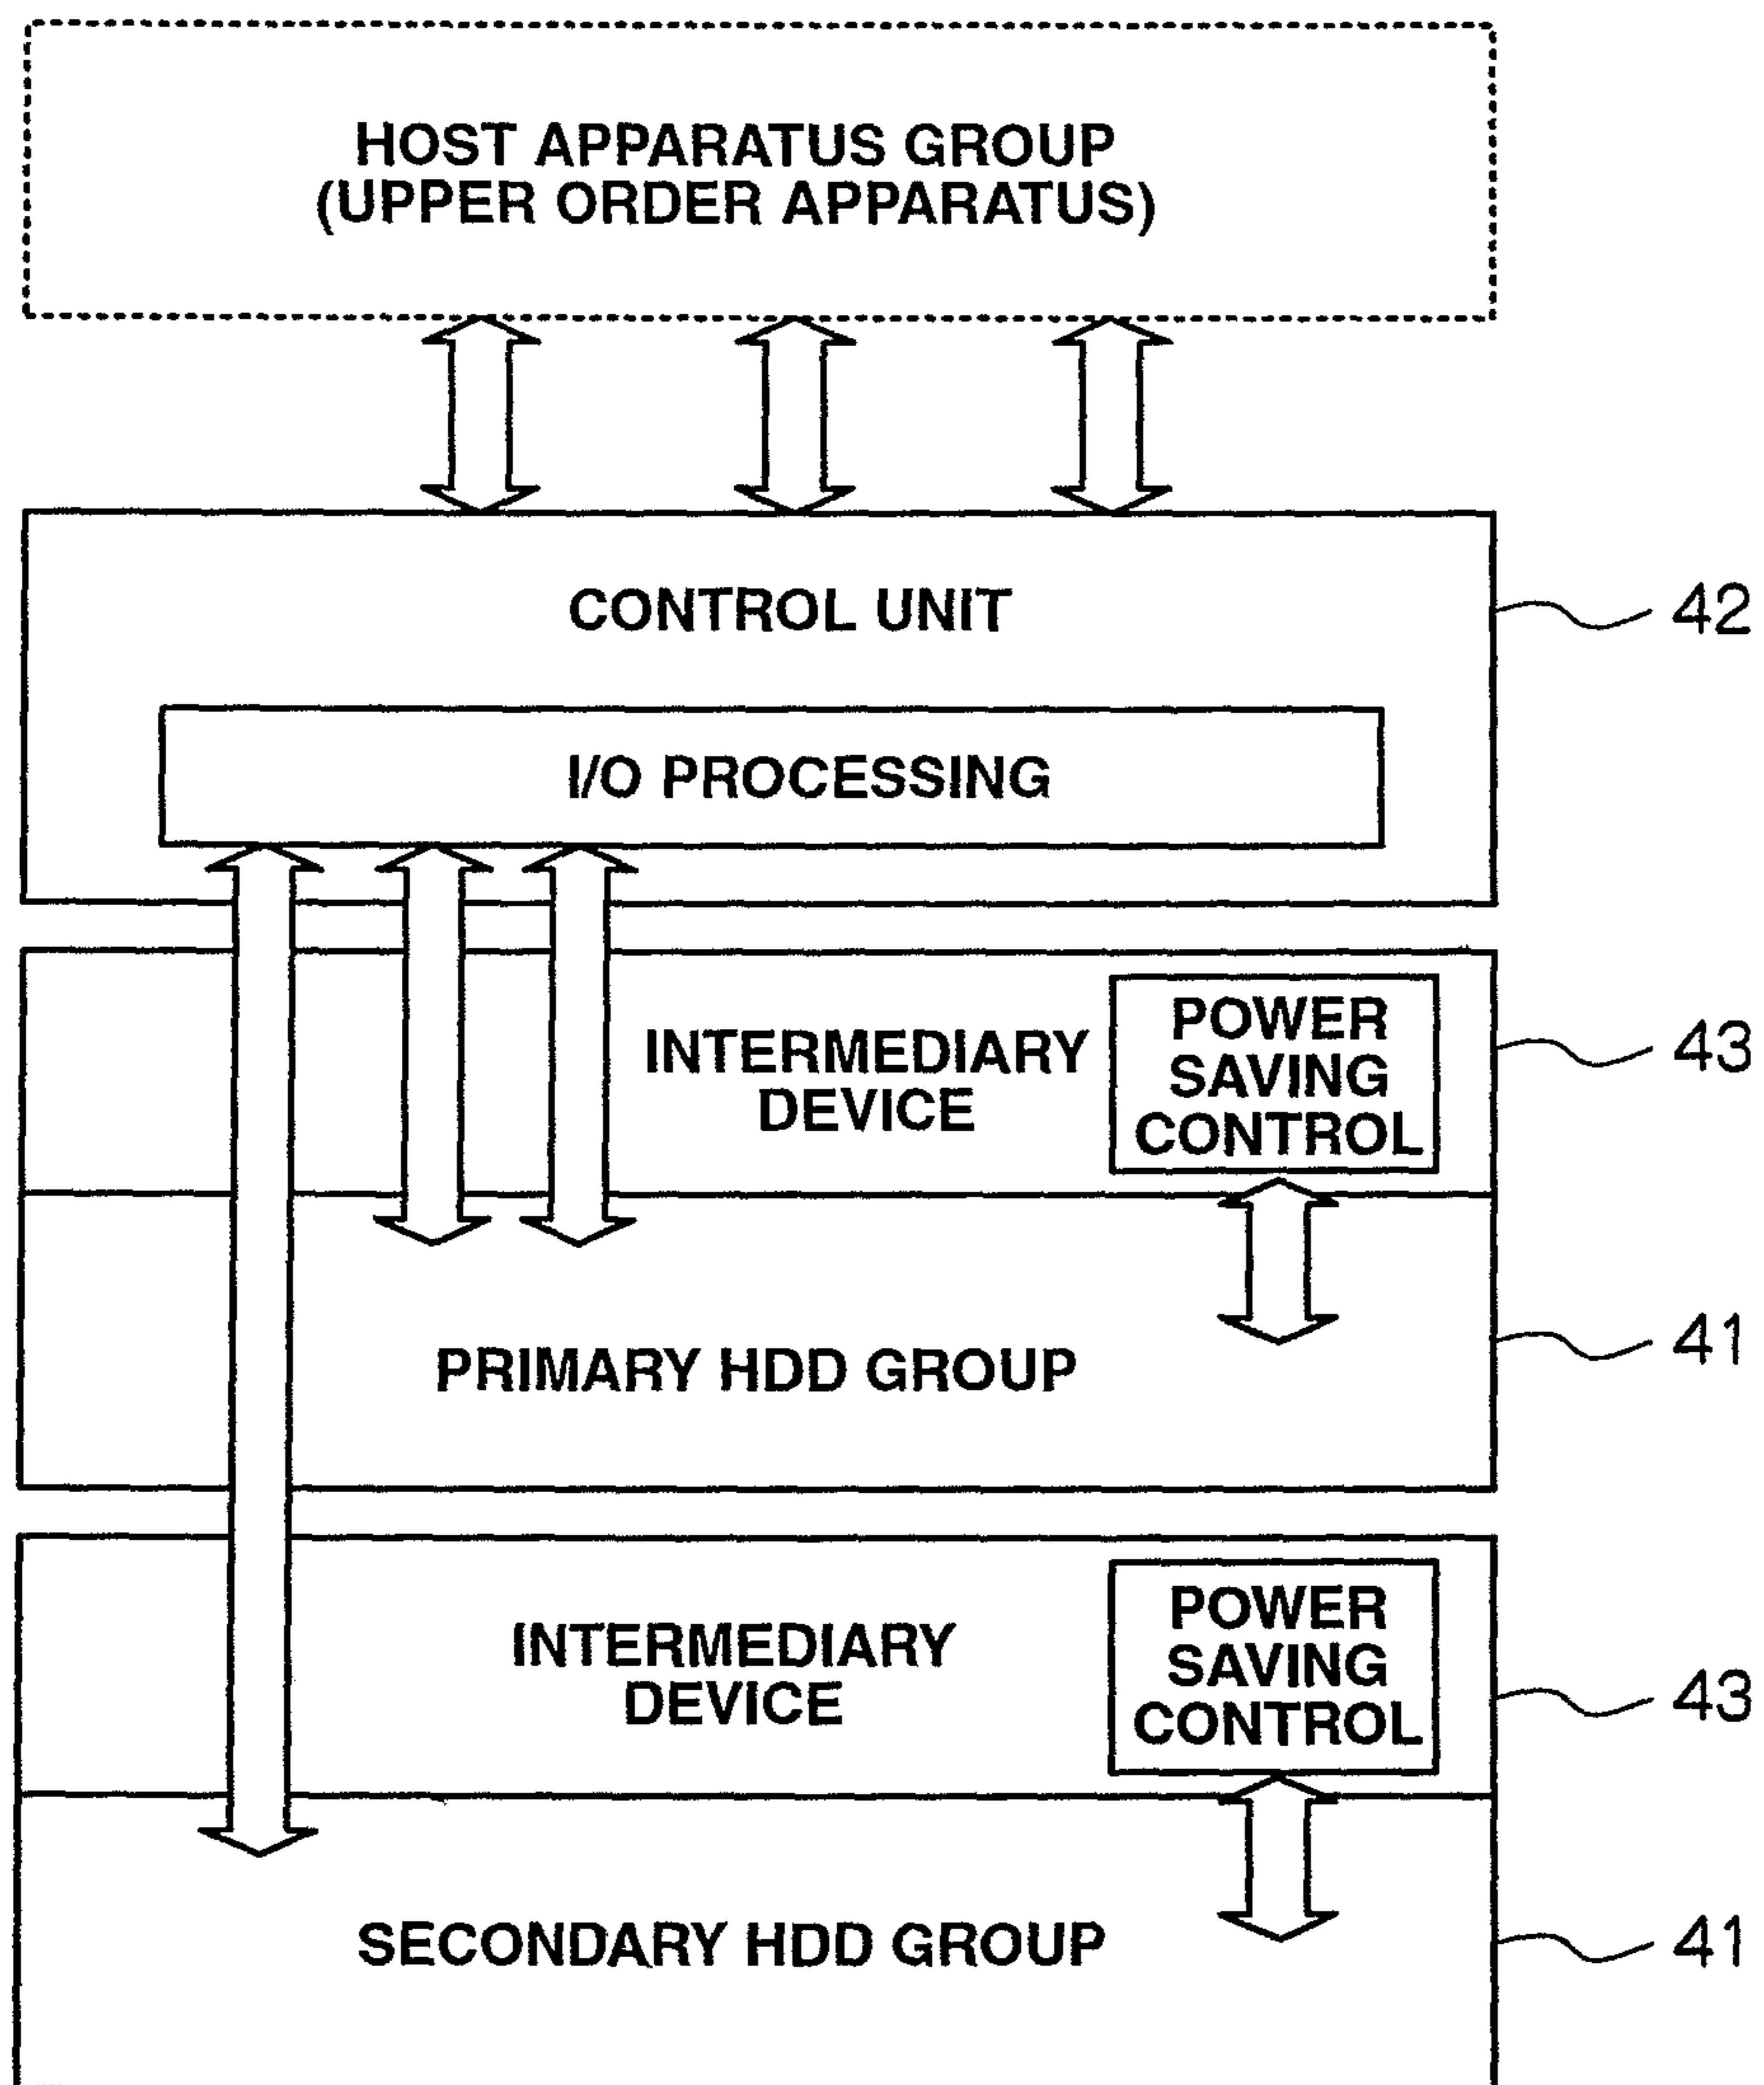 HOST APPARATUS GROUP
(UPPER ORDER APPARATUS)
CONTROL UNIT
42
I/O PROCESSING
INTERMEDIARY
DEVICE
POWER
SAVING
CONTROL
43
PRIMARY HDD GROUP
41
INTERMEDIARY
DEVICE
POWER
SAVING
CONTROL
43
SECONDARY HDD GROUP
41